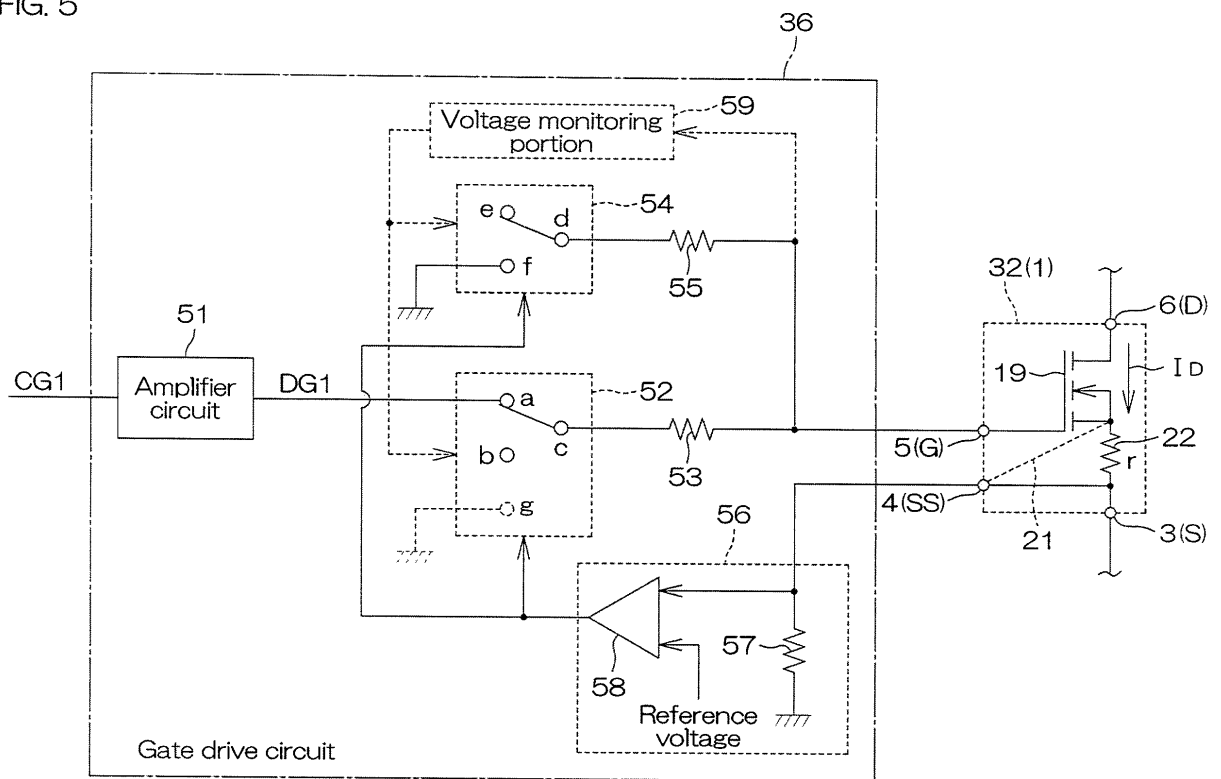 FIG. 5
36
59
Voltage monitoring
portion
54
e
d
f
55
32(1)
6(D)
51
CG1
Amplifier
circuit
DG1
52
a
b
c
g
53
19
ID
5(G)
22
r
4(SS)
21
3(S)
56
57
58
Reference
voltage
Gate drive circuit